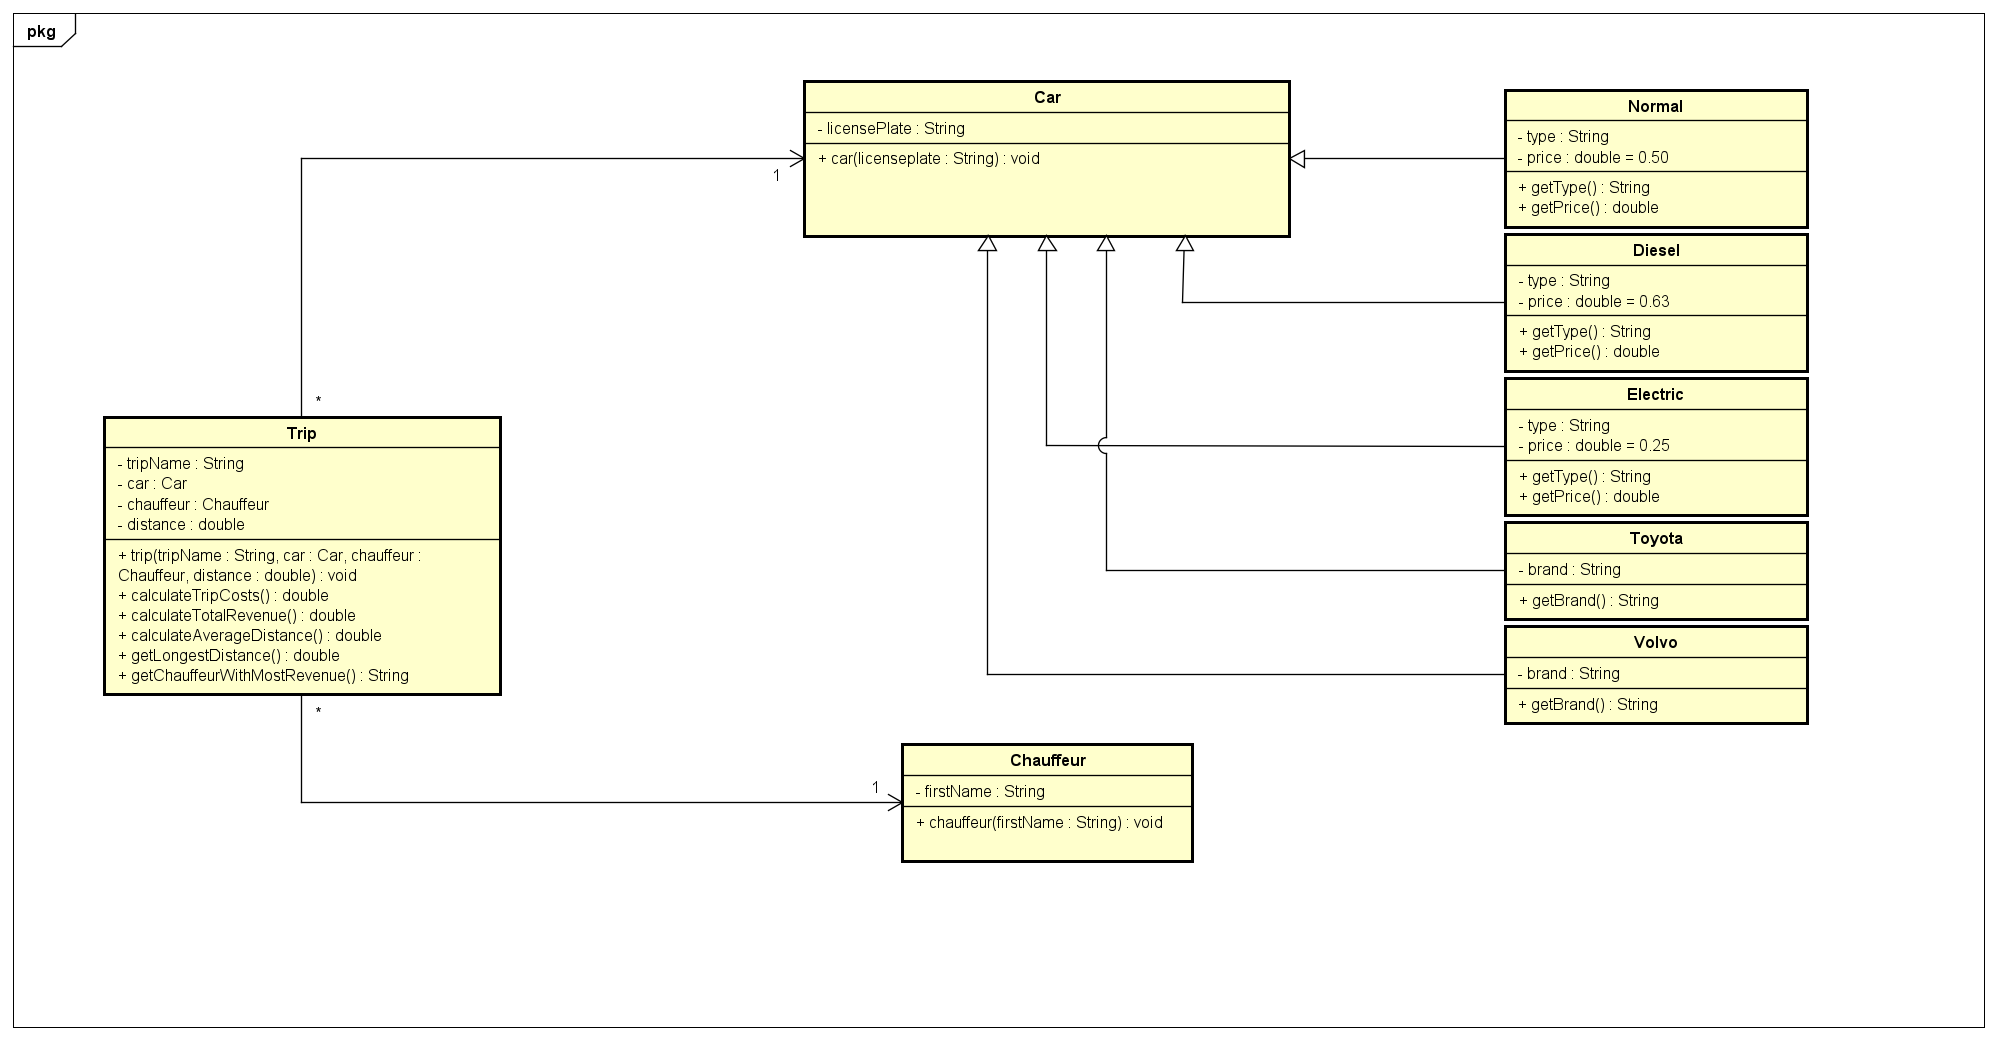 pkg
Car
- licensePlate : String
+ car(licenseplate : String) : void
Normal
- type : String
- price : double = 0.50
+ getType() : String
+ getPrice() : double
Diesel
- type : String
- price : double = 0.63
+ getType() : String
+ getPrice() : double
Electric
- type : String
- price : double = 0.25
+ getType() : String
+ getPrice() : double
Toyota
- brand : String
+ getBrand() : String
Volvo
- brand : String
+ getBrand() : String
1
*
Trip
- tripName : String
- car : Car
- chauffeur : Chauffeur
- distance : double
+ trip(tripName : String, car : Car, chauffeur :
Chauffeur, distance : double) : void
+ calculateTripCosts() : double
+ calculateTotalRevenue() : double
+ calculateAverageDistance() : double
+ getLongestDistance() : double
+ getChauffeurWithMostRevenue() : String
*
1
Chauffeur
- firstName : String
+ chauffeur(firstName : String) : void